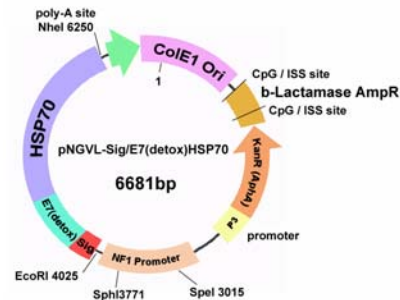 poly-A site
NheI 6250
ColE1 Ori
1
CpG / ISS site
b-Lactamase AmpR
CpG / ISS site
KanR (AphA)
P3
promoter
SpeI 3015
NF1 Promoter
SphI3771
EcoRI 4025
Sig
E7(detox)
HSP70
pNGVL-Sig/E7(detox)HSP70
6681bp